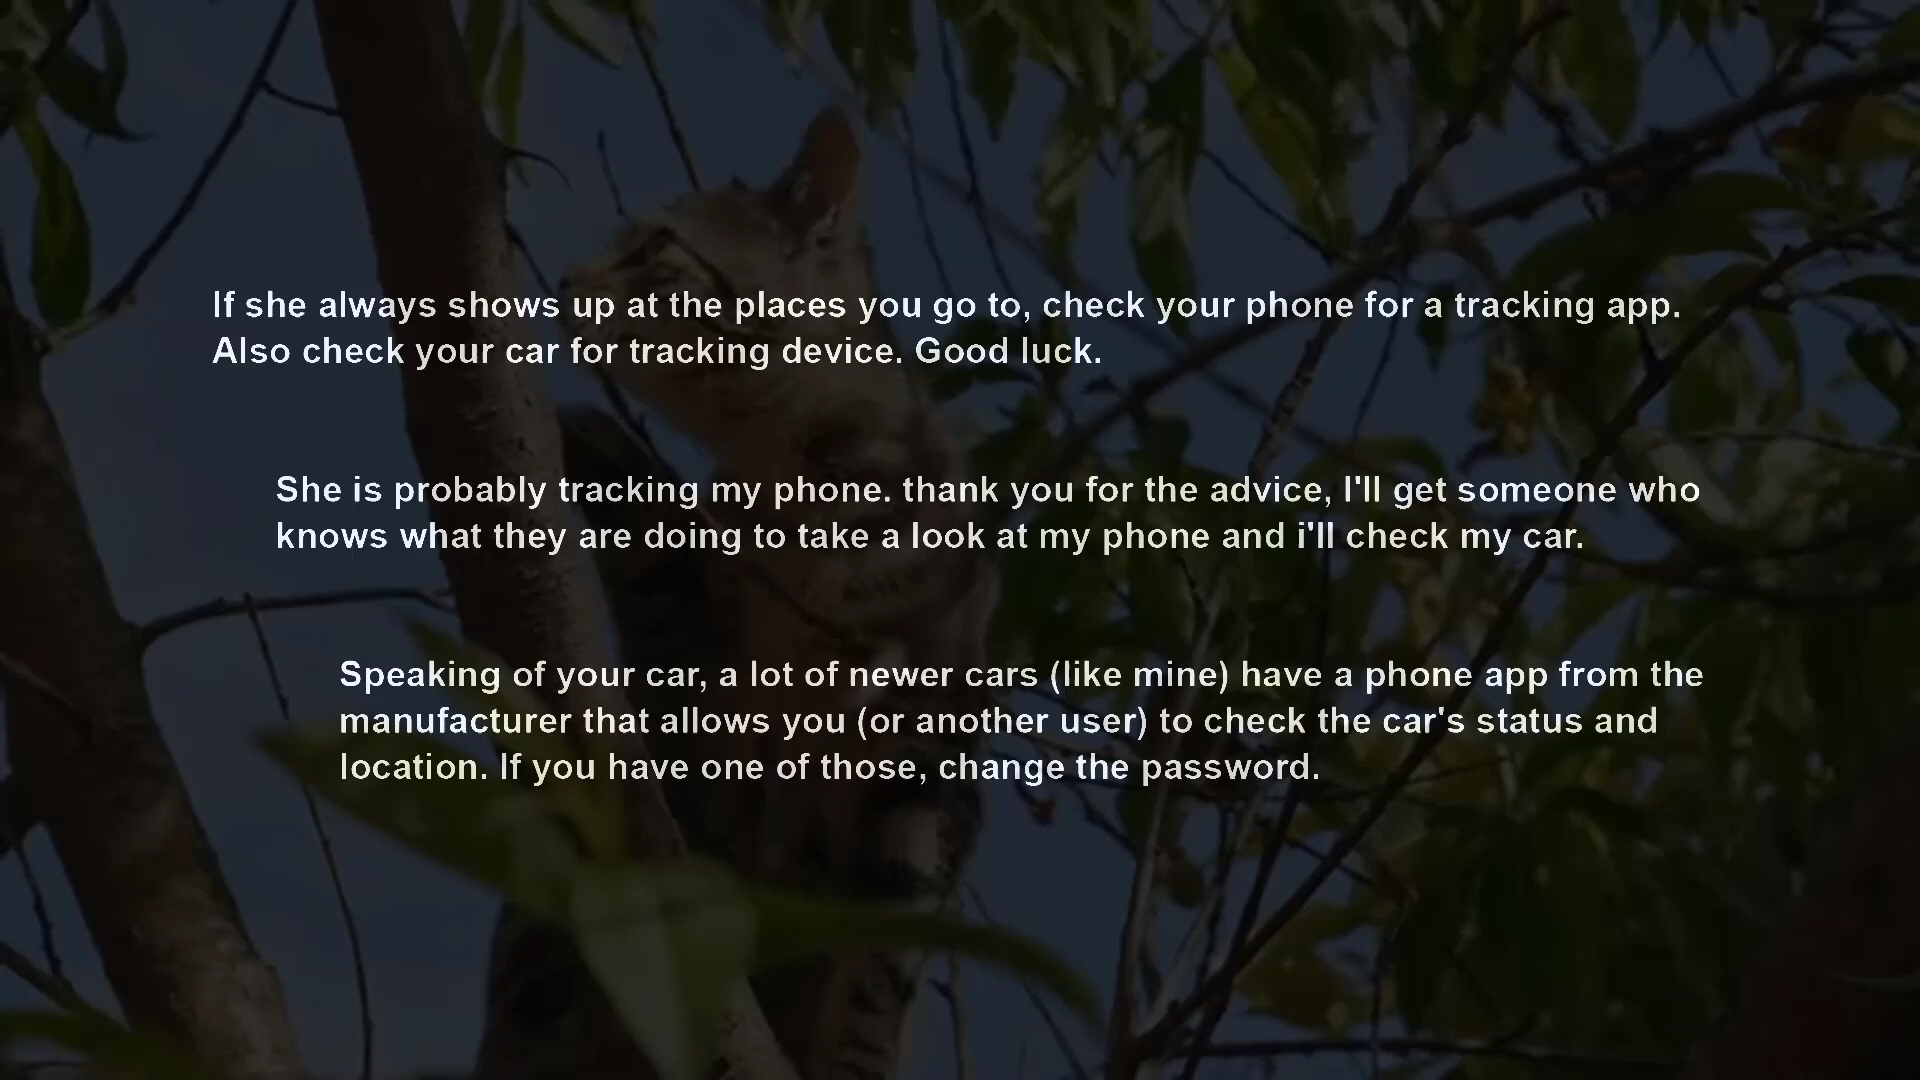 If she always shows up at the places you go to, check your phone for a tracking app.
Also check your car for tracking device. Good luck.
She is probably tracking my phone. thank you for the advice, I'll get someone who
knows what they are doing to take a look at my phone and i'll check my car.
Speaking of your car, a lot of newer cars (like mine) have a phone app from the
manufacturer that allows you (or another user) to check the car's status and
location. If you have one of those, change the password.